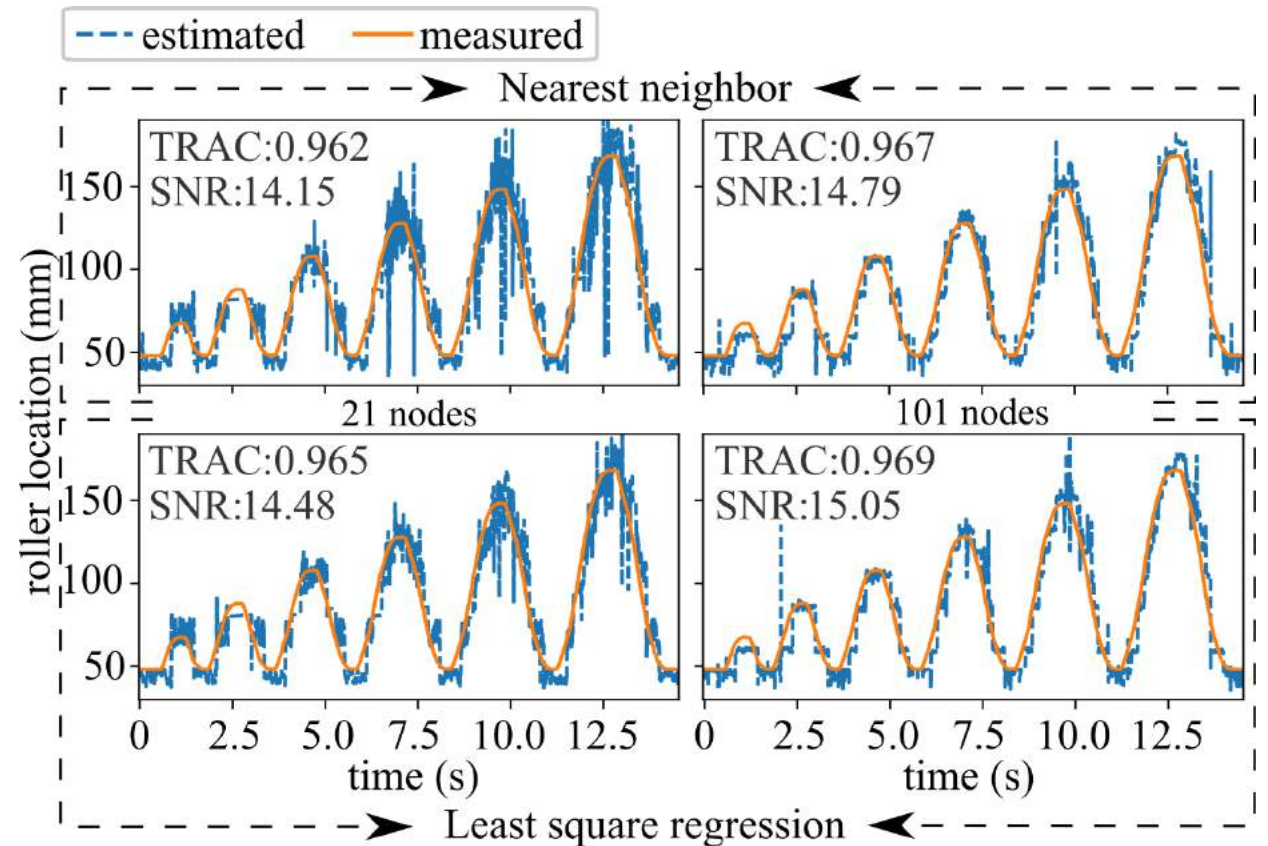 estimated measured
Nearest neighbor
roller location (mm)
TRAC:0.962
SNR:14.15
150
100
50
TRAC:0.967
SNR:14.79
21 nodes
101 nodes
TRAC:0.965
SNR:14.48
150
100
50
0 2.5 5.0 7.5 10.0 12.5
time (s)
TRAC:0.969
SNR:15.05
0 2.5 5.0 7.5 10.0 12.5
time (s)
Least square regression